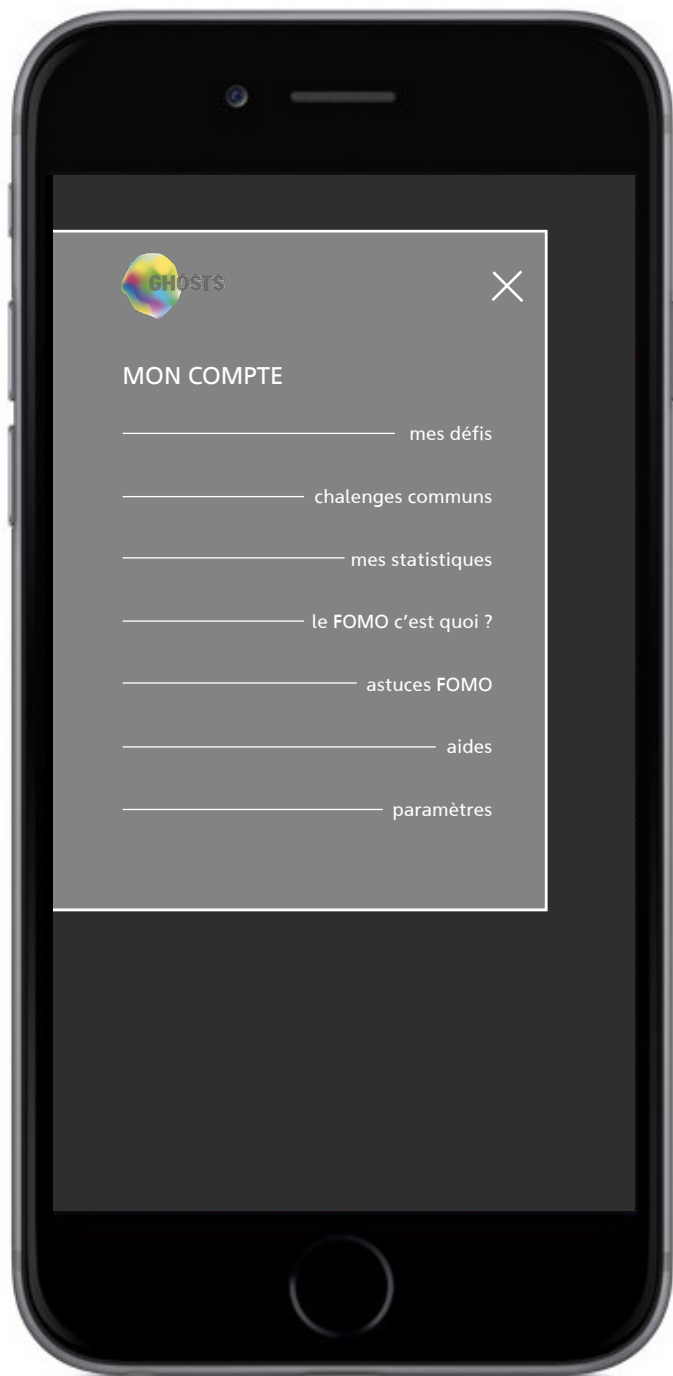 GHOSTS
MON COMPTE
mes défis
chalenges communs
mes statistiques
le FOMO c’est quoi ?
astuces FOMO
aides
paramètres